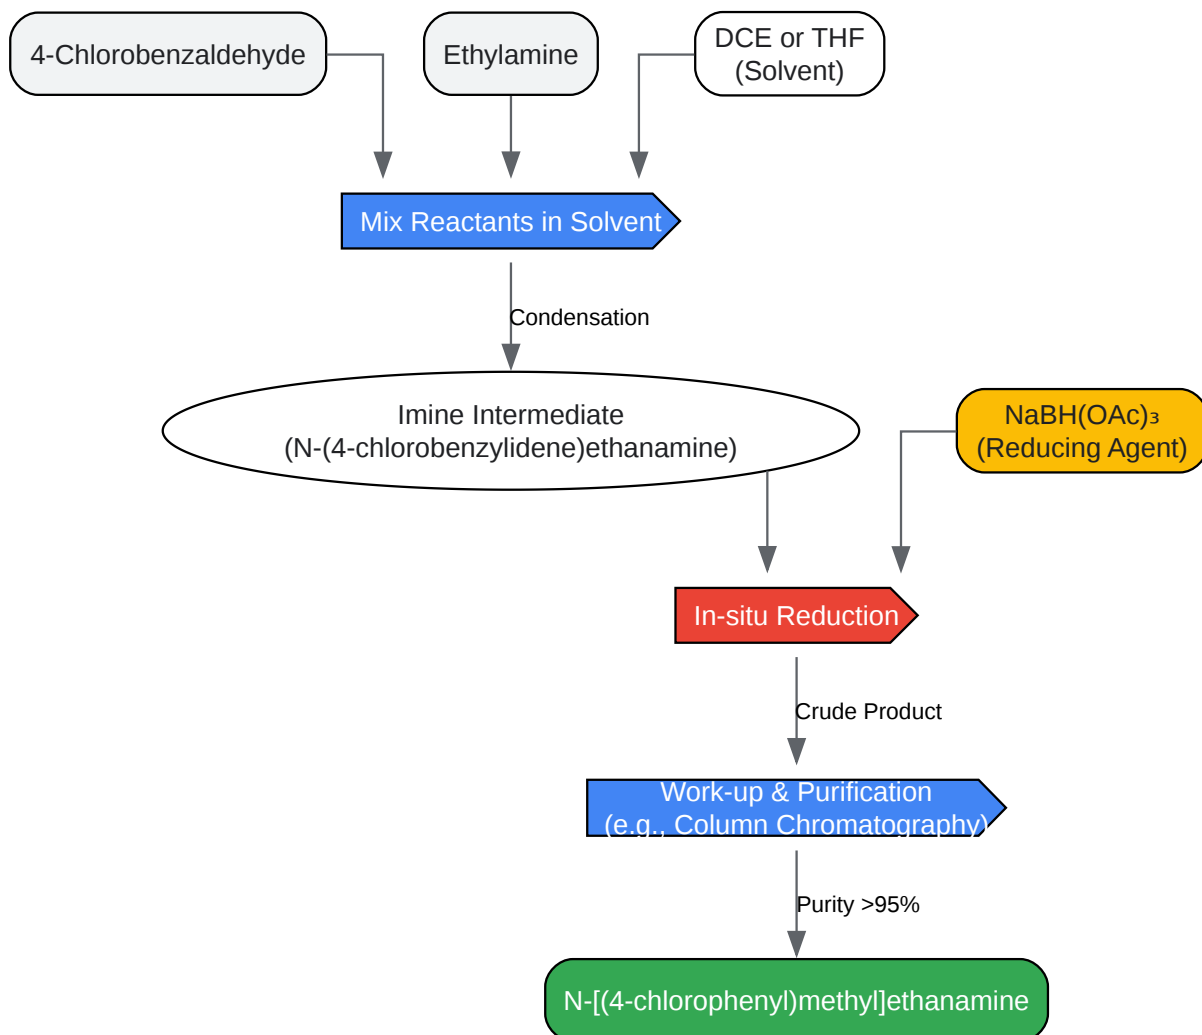 4-Chlorobenzaldehyde
Ethylamine
DCE or THF
(Solvent)
Mix Reactants in Solvent
Condensation
Imine Intermediate
(N-(4-chlorobenzylidene)ethanamine)
NaBH(OAc)₃
(Reducing Agent)
In-situ Reduction
Crude Product
Work-up & Purification
(e.g., Column Chromatography)
Purity >95%
N-[(4-chlorophenyl)methyl]ethanamine